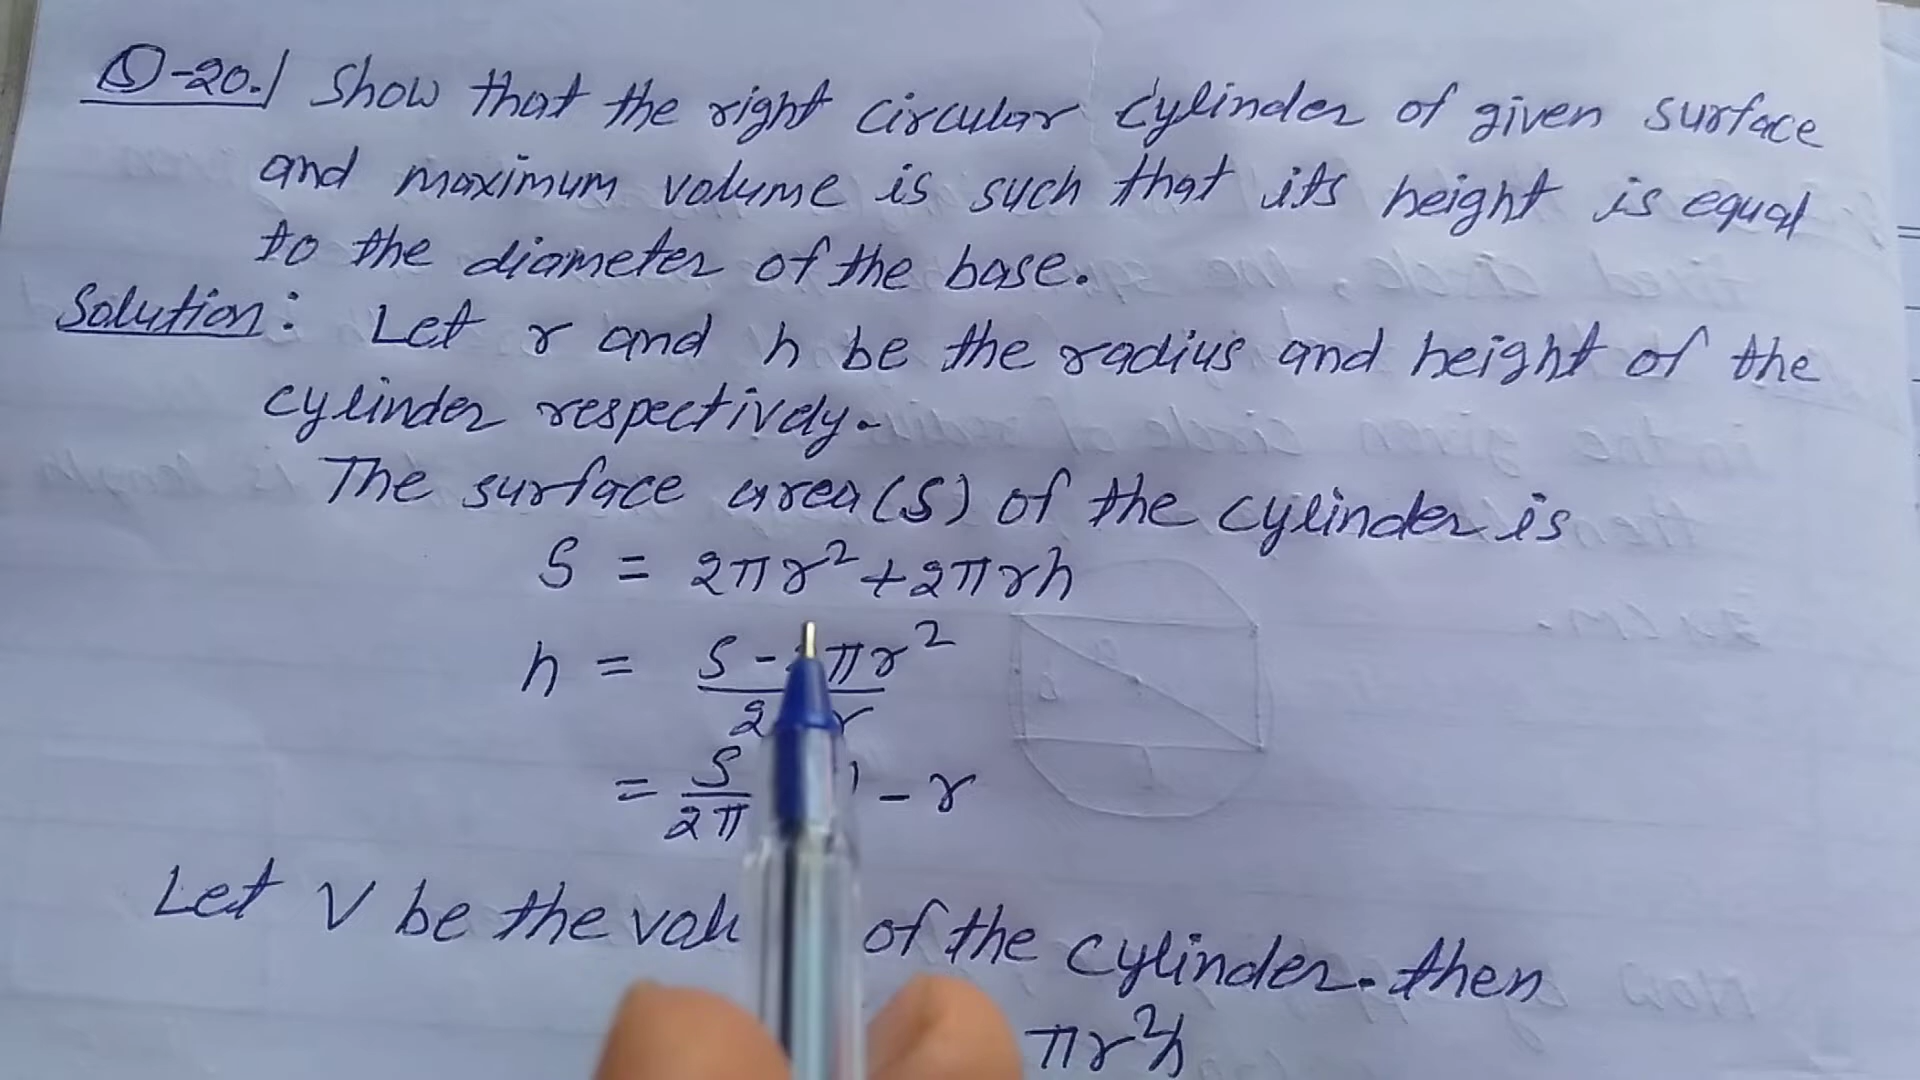 Q-20. Show that the right circular cylinder of given surface
and maximum volume is such that its height is equal
to the diameter of the base.
Solution: Let r and h be the radius and height of the
cylinder respectively.
The surface area (S) of the cylinder is
S = 2πr² + 2πrh
h = S - πr²
2 r
= S/2π - r
Let V be the of the cylinder. then
πr²h